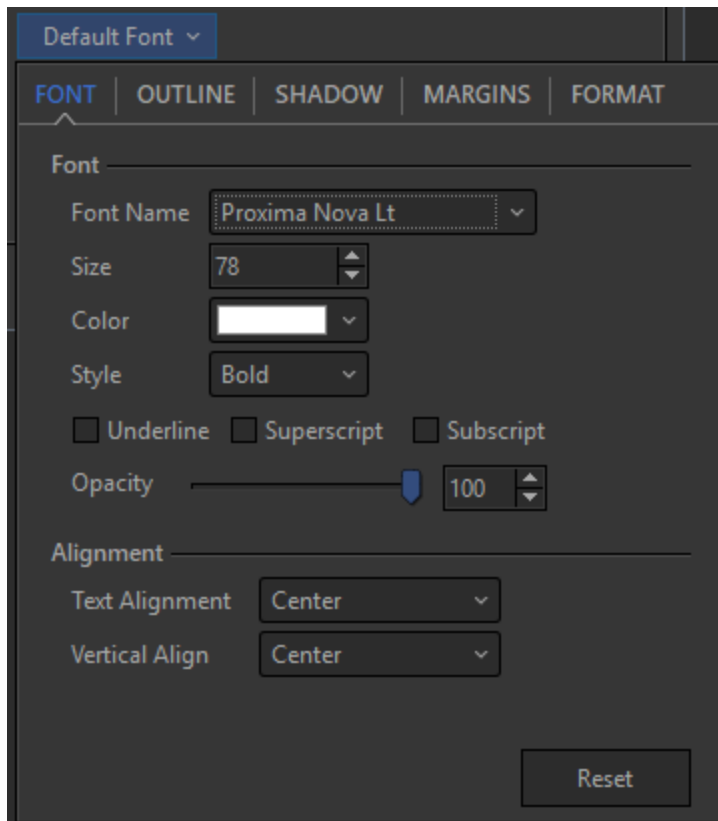 Default Font
FONT OUTLINE SHADOW MARGINS FORMAT
Font
Font Name Proxima Nova Lt
Size 78
Color
Style Bold
Underline Superscript Subscript
Opacity 100
Alignment
Text Alignment Center
Vertical Align Center
Reset